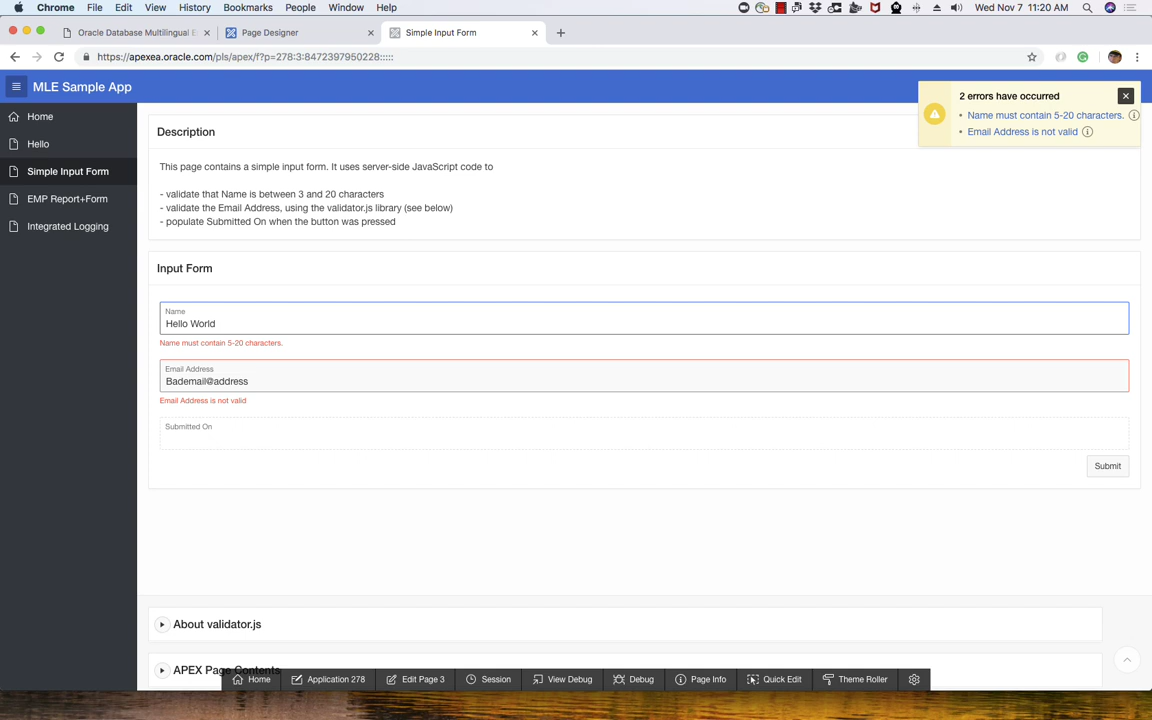 Chrome File Edit View History Bookmarks People Window Help Wed Nov 7 11:20 AM
Oracle Database Multilingual E Page Designer Simple Input Form
https://apexea.oracle.com/pls/apex/f?p=278:3:8472397950228:::::
MLE Sample App
2 errors have occurred
Name must contain 5-20 characters.
Email Address is not valid
Home
Hello
Simple Input Form
EMP Report+Form
Integrated Logging
Description
This page contains a simple input form. It uses server-side JavaScript code to
- validate that Name is between 3 and 20 characters
- validate the Email Address, using the validator.js library (see below)
- populate Submitted On when the button was pressed
Input Form
Name
Hello World
Name must contain 5-20 characters.
Email Address
Bademail@address
Email Address is not valid
Submitted On
Submit
About validator.js
APEX Page Contents
Home Application 278 Edit Page 3 Session View Debug Debug Page Info Quick Edit Theme Roller